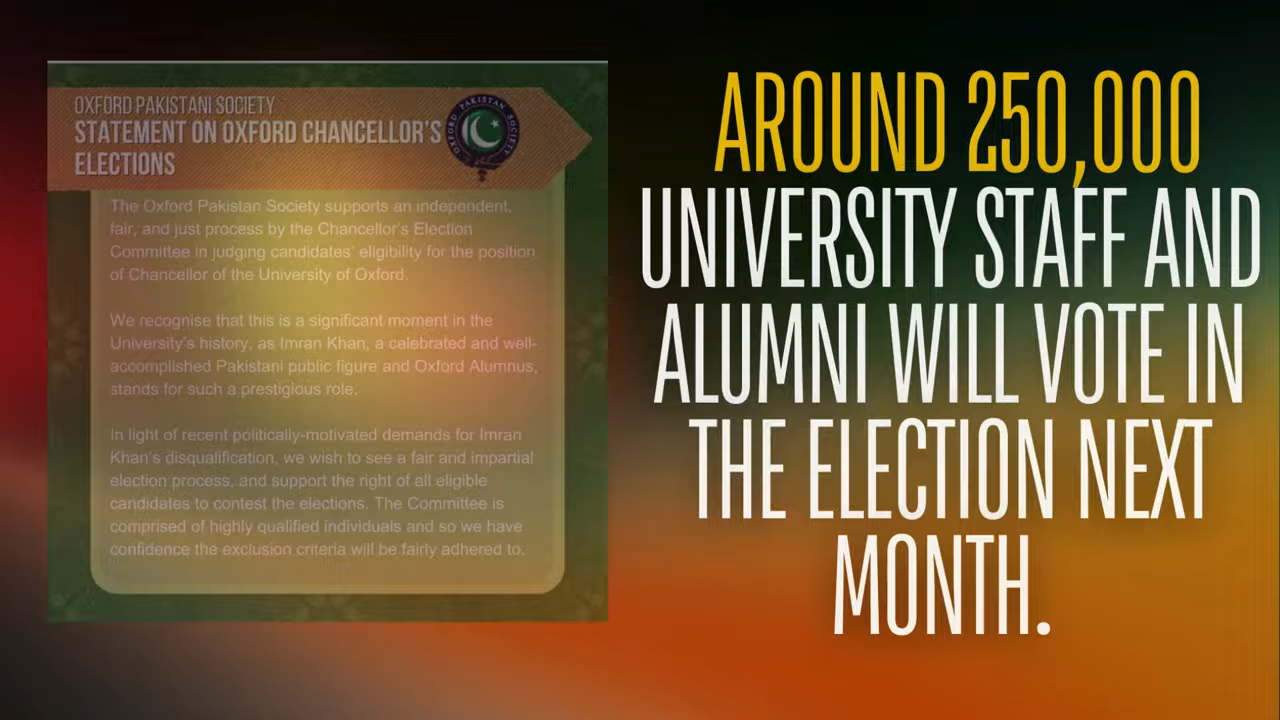 OXFORD PAKISTANI SOCIETY
STATEMENT ON OXFORD CHANCELLOR'S
ELECTIONS
OXFORD PAKISTAN SOCIETY
The Oxford Pakistan Society supports an independent,
fair, and just process by the Chancellor's Election
Committee in judging candidates' eligibility for the position
of Chancellor of the University of Oxford.
We recognise that this is a significant moment in the
University's history, as Imran Khan, a celebrated and well-
accomplished Pakistani public figure and Oxford Alumnus,
stands for such a prestigious role.
In light of recent politically-motivated demands for Imran
Khan's disqualification, we wish to see a fair and impartial
election process, and support the right of all eligible
candidates to contest the elections. The Committee is
comprised of highly qualified individuals and so we have
confidence the exclusion criteria will be fairly adhered to.
AROUND 250,000
UNIVERSITY STAFF AND
ALUMNI WILL VOTE IN
THE ELECTION NEXT
MONTH.